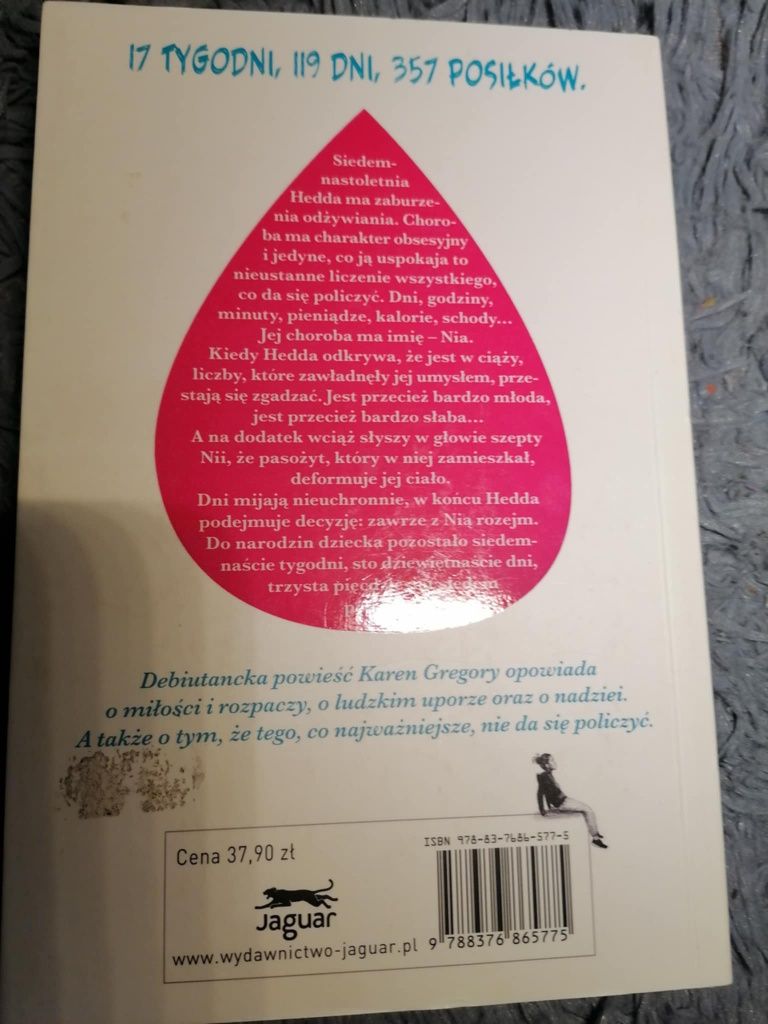 17 TYGODNI, 119 DNI, 357 POSIŁKÓW.
Siedem-
nastoletnia
Hedda ma zaburze-
nia odżywiania. Choro-
ba ma charakter obsesyjny
i jedyne, co ją uspokaja to
nieustanne liczenie wszystkiego,
co da się policzyć. Dni, godziny,
minuty, pieniądze, kalorie, schody...
Jej choroba ma imię – Nia.
Kiedy Hedda odkrywa, że jest w ciąży,
liczby, które zawładnęły jej umysłem, prze-
stają się zgadzać. Jest przecież bardzo młoda,
jest przecież bardzo słaba...
A na dodatek wciąż słyszy w głowie szepty
Nii, że pasożyt, który w niej zamieszkał,
deformuje jej ciało.
Dni mijają nieuchronnie, w końcu Hedda
podejmuje decyzję: zawrze z Nią rozejm.
Do narodzin dziecka pozostało siedem-
naście tygodni, sto dziewiętnaście dni,
trzysta siedem
Debiutancka powieść Karen Gregory opowiada
o miłości i rozpaczy, o ludzkim uporze oraz o nadziei.
A także o tym, że tego, co najważniejsze, nie da się policzyć.
Cena 37,90 zł
ISBN 978-83-7686-577-5
Jaguar
www.wydawnictwo-jaguar.pl
9 788376 865775